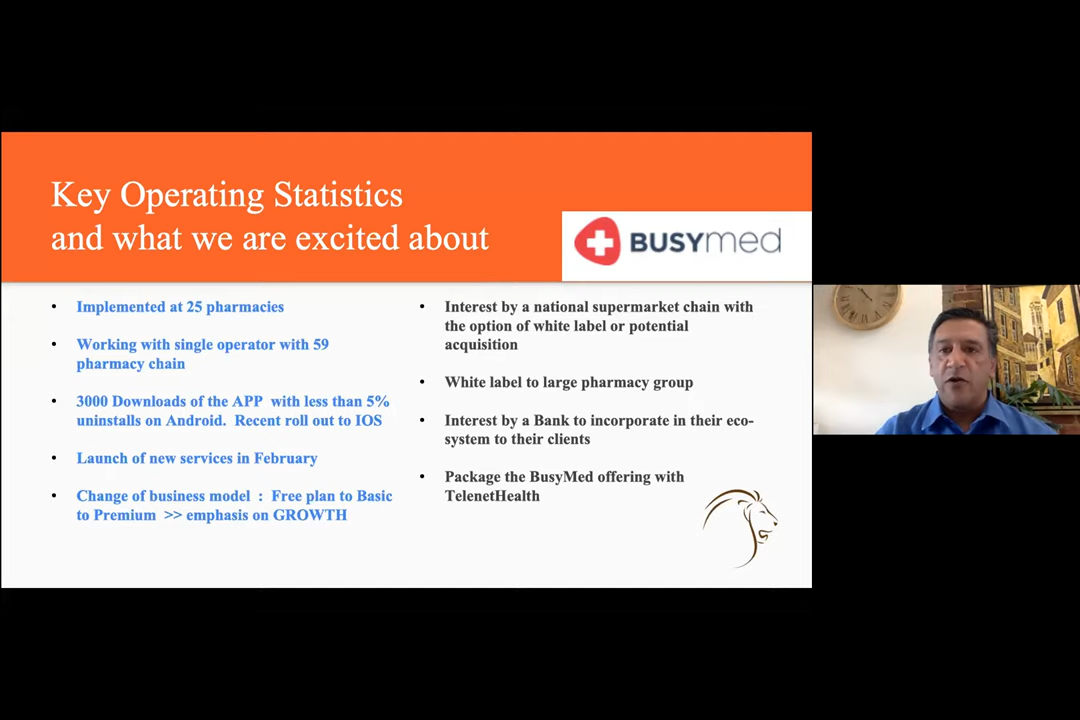 Key Operating Statistics
and what we are excited about
BUSYmed
Implemented at 25 pharmacies
Working with single operator with 59
pharmacy chain
3000 Downloads of the APP with less than 5%
uninstalls on Android. Recent roll out to IOS
Launch of new services in February
Change of business model : Free plan to Basic
to Premium >> emphasis on GROWTH
Interest by a national supermarket chain with
the option of white label or potential
acquisition
White label to large pharmacy group
Interest by a Bank to incorporate in their eco-
system to their clients
Package the BusyMed offering with
TelenetHealth